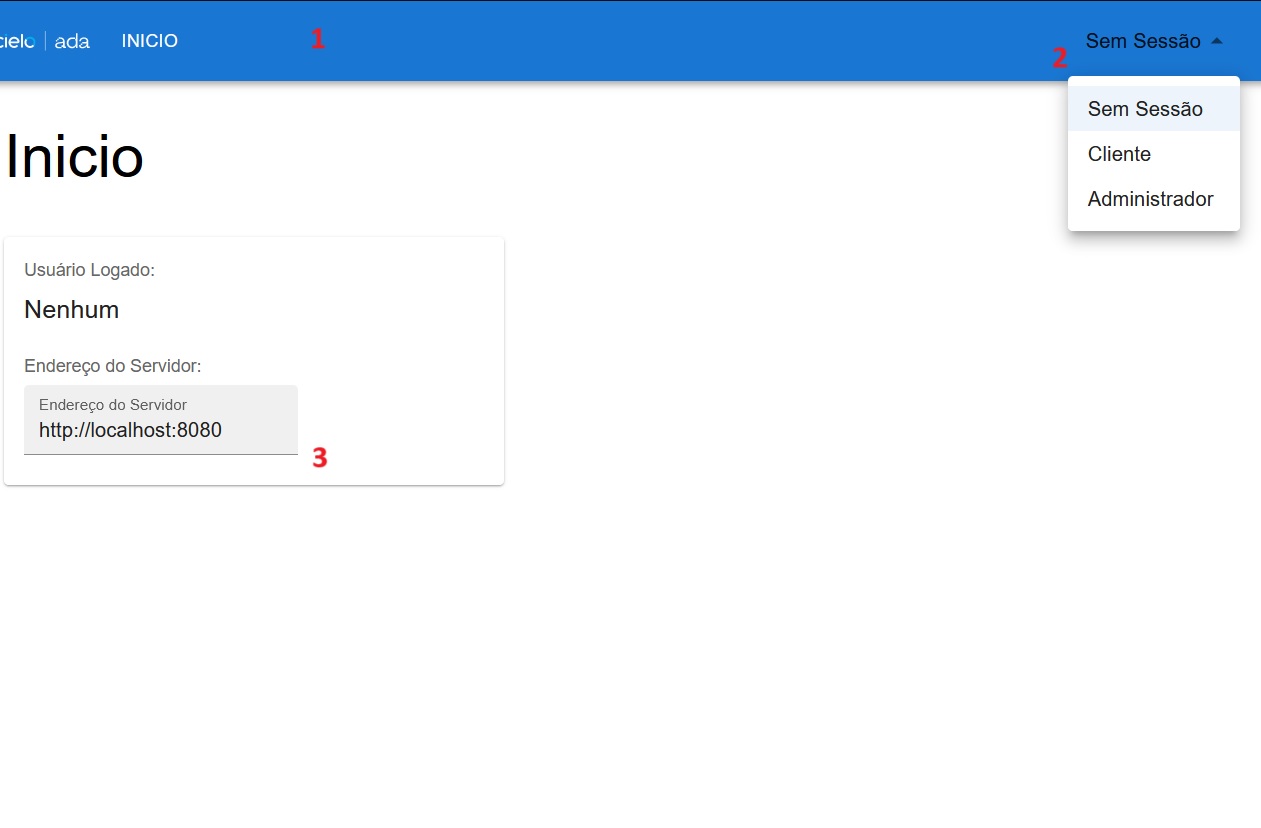 cielo | ada INICIO 1 Sem Sessão
2
Sem Sessão
Cliente
Administrador
Inicio
Usuário Logado:
Nenhum
Endereço do Servidor:
Endereço do Servidor
http://localhost:8080
3